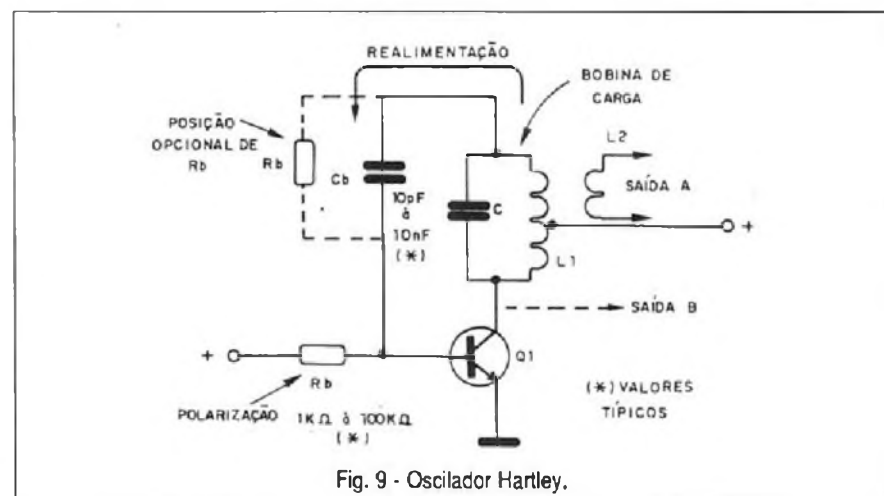 REALIMENTAÇÃO
BOBINA DE
CARGA
POSIÇÃO
OPCIONAL DE
Rb
Rb
Cb
10pF
à
10nF
(*)
C
L2
SAÍDA A
+
L1
SAÍDA B
+
Rb
Q1
POLARIZAÇÃO
1KΩ à 100KΩ
(*)
(*) VALORES
TÍPICOS
Fig. 9 - Oscilador Hartley.